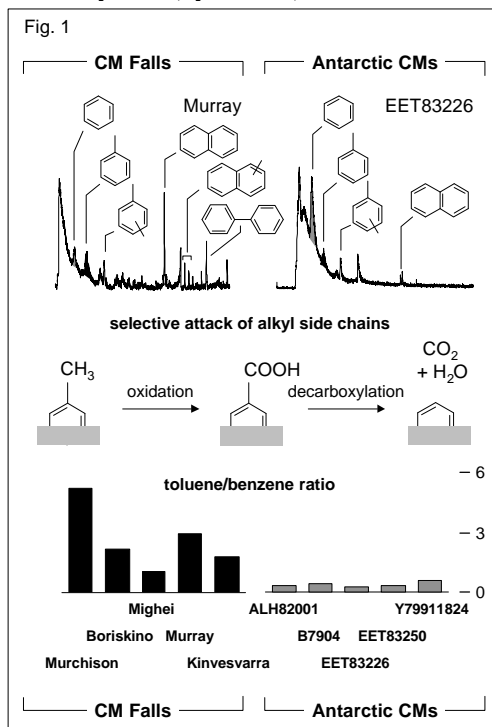 Fig. 1
CM Falls
Antarctic CMs
Murray
EET83226
selective attack of alkyl side chains
CH3
oxidation
COOH
decarboxylation
CO2
+ H2O
toluene/benzene ratio
6
3
0
Mighei
ALH82001
Y79911824
Boriskino
Murray
B7904
EET83250
Murchison
Kinvesvarra
EET83226
CM Falls
Antarctic CMs